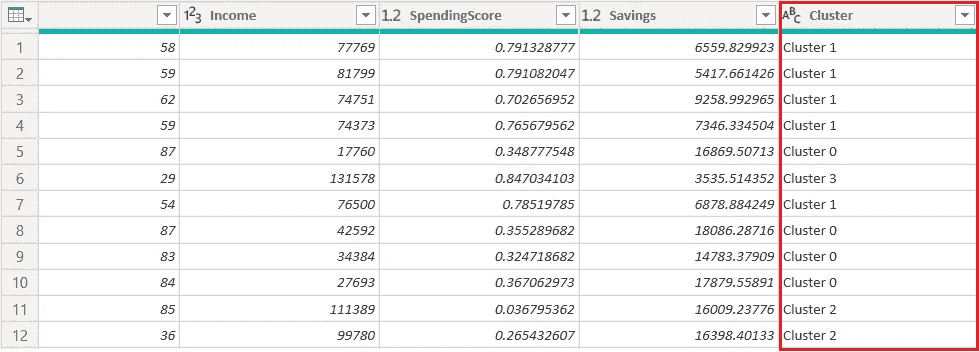 1²3 Income 1.2 SpendingScore 1.2 Savings ABC Cluster
1 58 77769 0.791328777 6559.829923 Cluster 1
2 59 81799 0.791082047 5417.661426 Cluster 1
3 62 74751 0.702656952 9258.992965 Cluster 1
4 59 74373 0.765679562 7346.334504 Cluster 1
5 87 17760 0.348777548 16869.50713 Cluster 0
6 29 131578 0.847034103 3535.514352 Cluster 3
7 54 76500 0.78519785 6878.884249 Cluster 1
8 87 42592 0.355289682 18086.28716 Cluster 0
9 83 34384 0.324718682 14783.37909 Cluster 0
10 84 27693 0.367062973 17879.55891 Cluster 0
11 85 111389 0.036795362 16009.23776 Cluster 2
12 36 99780 0.265432607 16398.40133 Cluster 2